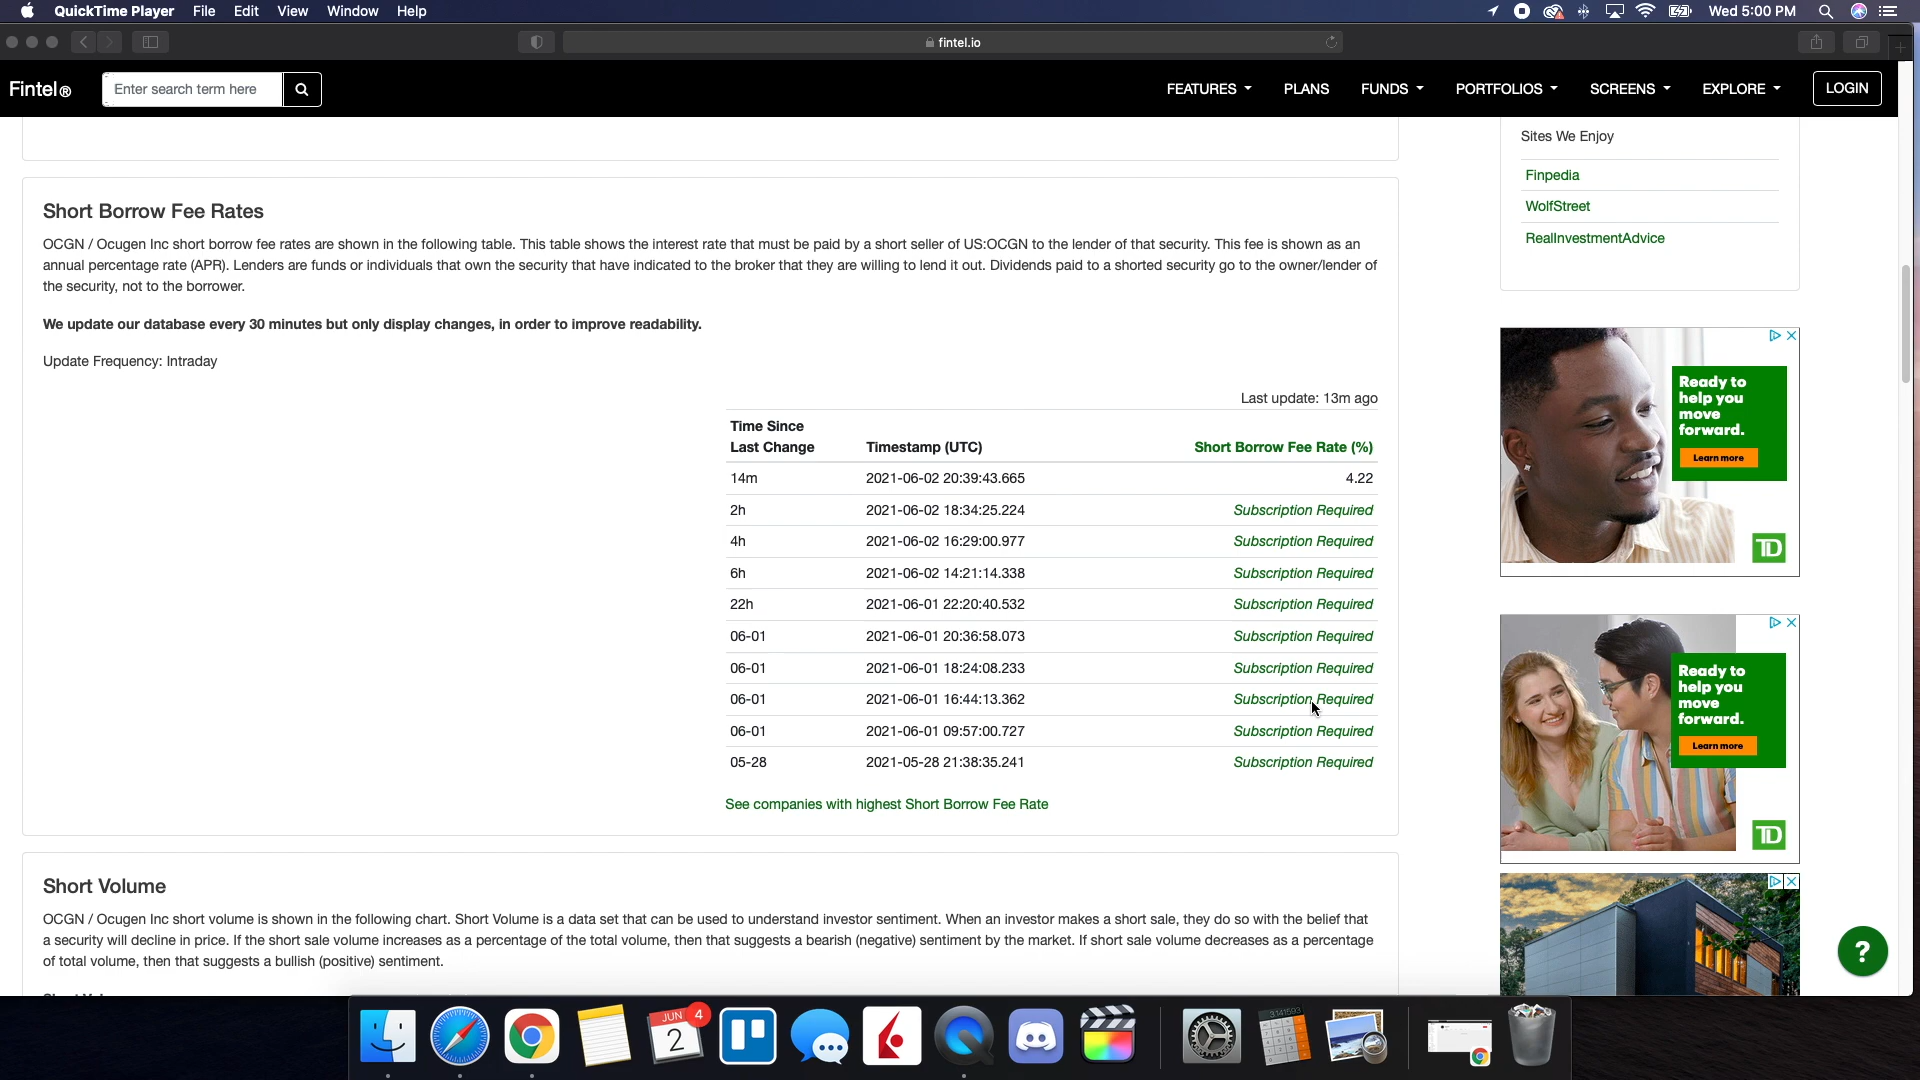 QuickTime Player File Edit View Window Help
Wed 5:00 PM
fintel.io
Fintel®
Enter search term here
FEATURES PLANS FUNDS PORTFOLIOS SCREENS EXPLORE LOGIN
Short Borrow Fee Rates
OCGN / Ocugen Inc short borrow fee rates are shown in the following table. This table shows the interest rate that must be paid by a short seller of US:OCGN to the lender of that security. This fee is shown as an
annual percentage rate (APR). Lenders are funds or individuals that own the security that have indicated to the broker that they are willing to lend it out. Dividends paid to a shorted security go to the owner/lender of
the security, not to the borrower.
We update our database every 30 minutes but only display changes, in order to improve readability.
Update Frequency: Intraday
Last update: 13m ago
Time Since
Last Change Timestamp (UTC) Short Borrow Fee Rate (%)
14m 2021-06-02 20:39:43.665 4.22
2h 2021-06-02 18:34:25.224 Subscription Required
4h 2021-06-02 16:29:00.977 Subscription Required
6h 2021-06-02 14:21:14.338 Subscription Required
22h 2021-06-01 22:20:40.532 Subscription Required
06-01 2021-06-01 20:36:58.073 Subscription Required
06-01 2021-06-01 18:24:08.233 Subscription Required
06-01 2021-06-01 16:44:13.362 Subscription Required
06-01 2021-06-01 09:57:00.727 Subscription Required
05-28 2021-05-28 21:38:35.241 Subscription Required
See companies with highest Short Borrow Fee Rate
Short Volume
OCGN / Ocugen Inc short volume is shown in the following chart. Short Volume is a data set that can be used to understand investor sentiment. When an investor makes a short sale, they do so with the belief that
a security will decline in price. If the short sale volume increases as a percentage of the total volume, then that suggests a bearish (negative) sentiment by the market. If short sale volume decreases as a percentage
of total volume, then that suggests a bullish (positive) sentiment.
Sites We Enjoy
Finpedia
WolfStreet
RealInvestmentAdvice
Ready to
help you
move
forward.
Learn more
TD
Ready to
help you
move
forward.
Learn more
TD
?
JUN
2
4
3.141593